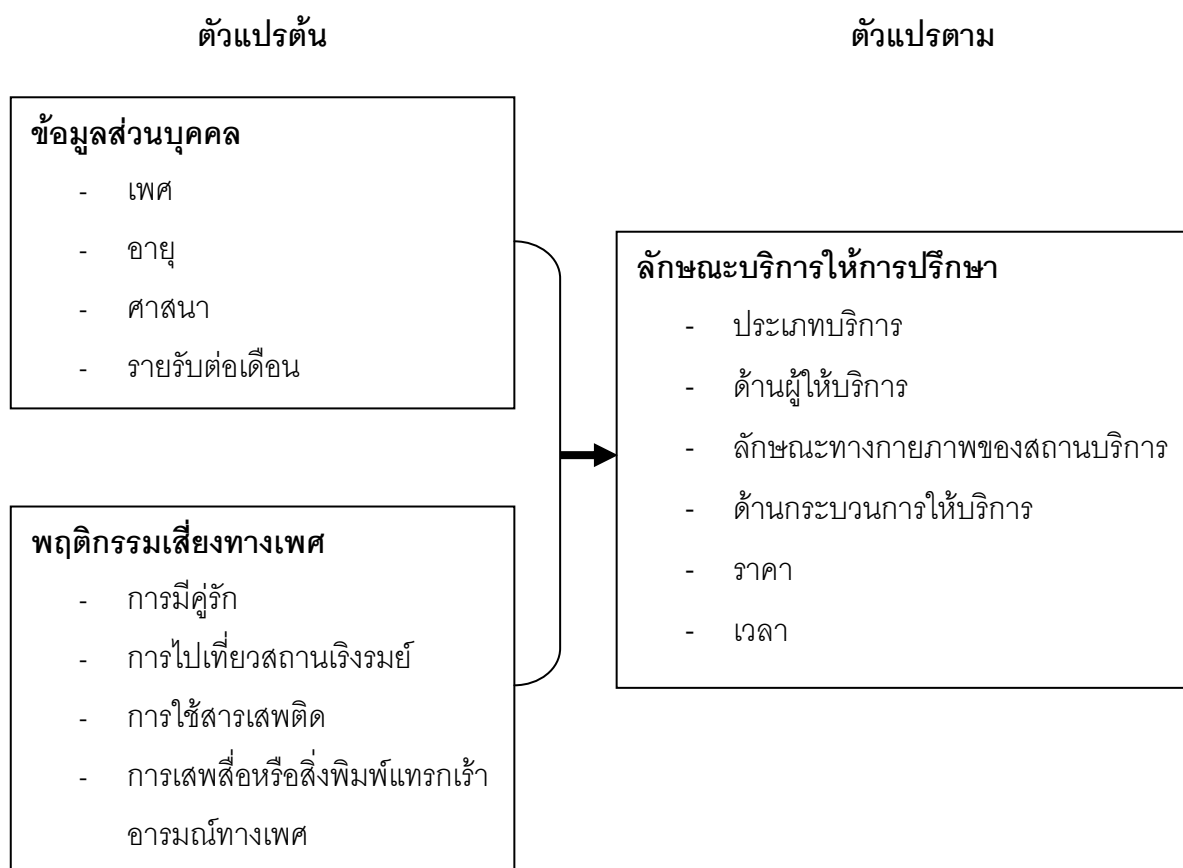 ตัวแปรต้น
ตัวแปรตาม
ข้อมูลส่วนบุคคล
- เพศ
- อายุ
- ศาสนา
- รายรับต่อเดือน
พฤติกรรมเสี่ยงทางเพศ
- การมีคู่รัก
- การไปเที่ยวสถานเริงรมย์
- การใช้สารเสพติด
- การเสพสื่อหรือสิ่งพิมพ์แทรกเร้า
อารมณ์ทางเพศ
ลักษณะบริการให้การปรึกษา
- ประเภทบริการ
- ด้านผู้ให้บริการ
- ลักษณะทางกายภาพของสถานบริการ
- ด้านกระบวนการให้บริการ
- ราคา
- เวลา